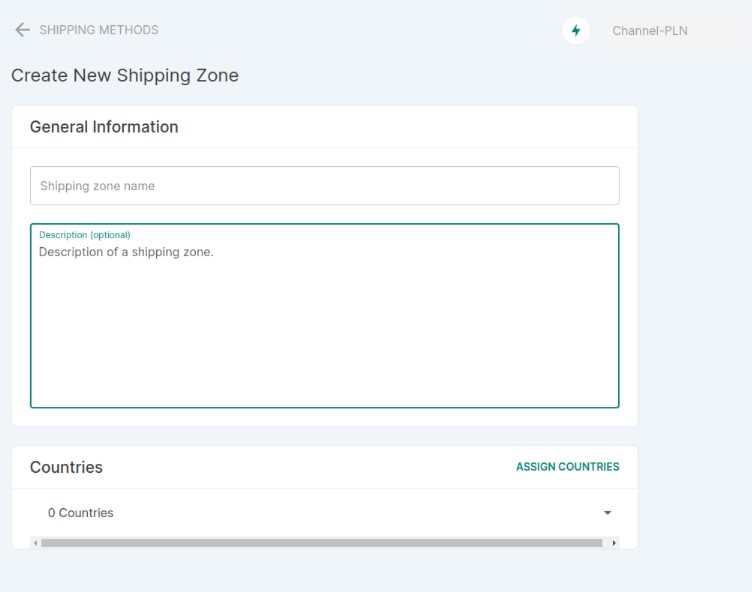 SHIPPING METHODS
Channel-PLN
Create New Shipping Zone
General Information
Shipping zone name
Description (optional)
Description of a shipping zone.
Countries
ASSIGN COUNTRIES
0 Countries